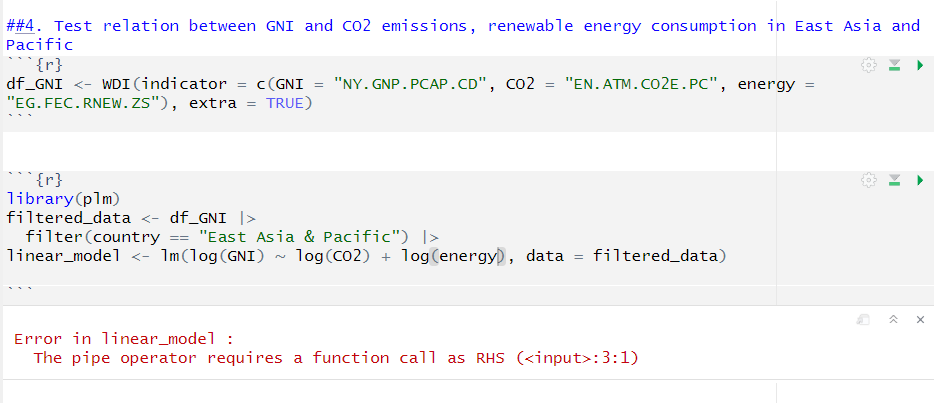 ##4. Test relation between GNI and CO2 emissions, renewable energy consumption in East Asia and
Pacific
```{r}
df_GNI <- WDI(indicator = c(GNI = "NY.GNP.PCAP.CD", CO2 = "EN.ATM.CO2E.PC", energy =
"EG.FEC.RNEW.ZS"), extra = TRUE)
```
```{r}
library(plm)
filtered_data <- df_GNI |>
  filter(country == "East Asia & Pacific") |>
linear_model <- lm(log(GNI) ~ log(CO2) + log(energy), data = filtered_data)
```
Error in linear_model :
  The pipe operator requires a function call as RHS (<input>:3:1)